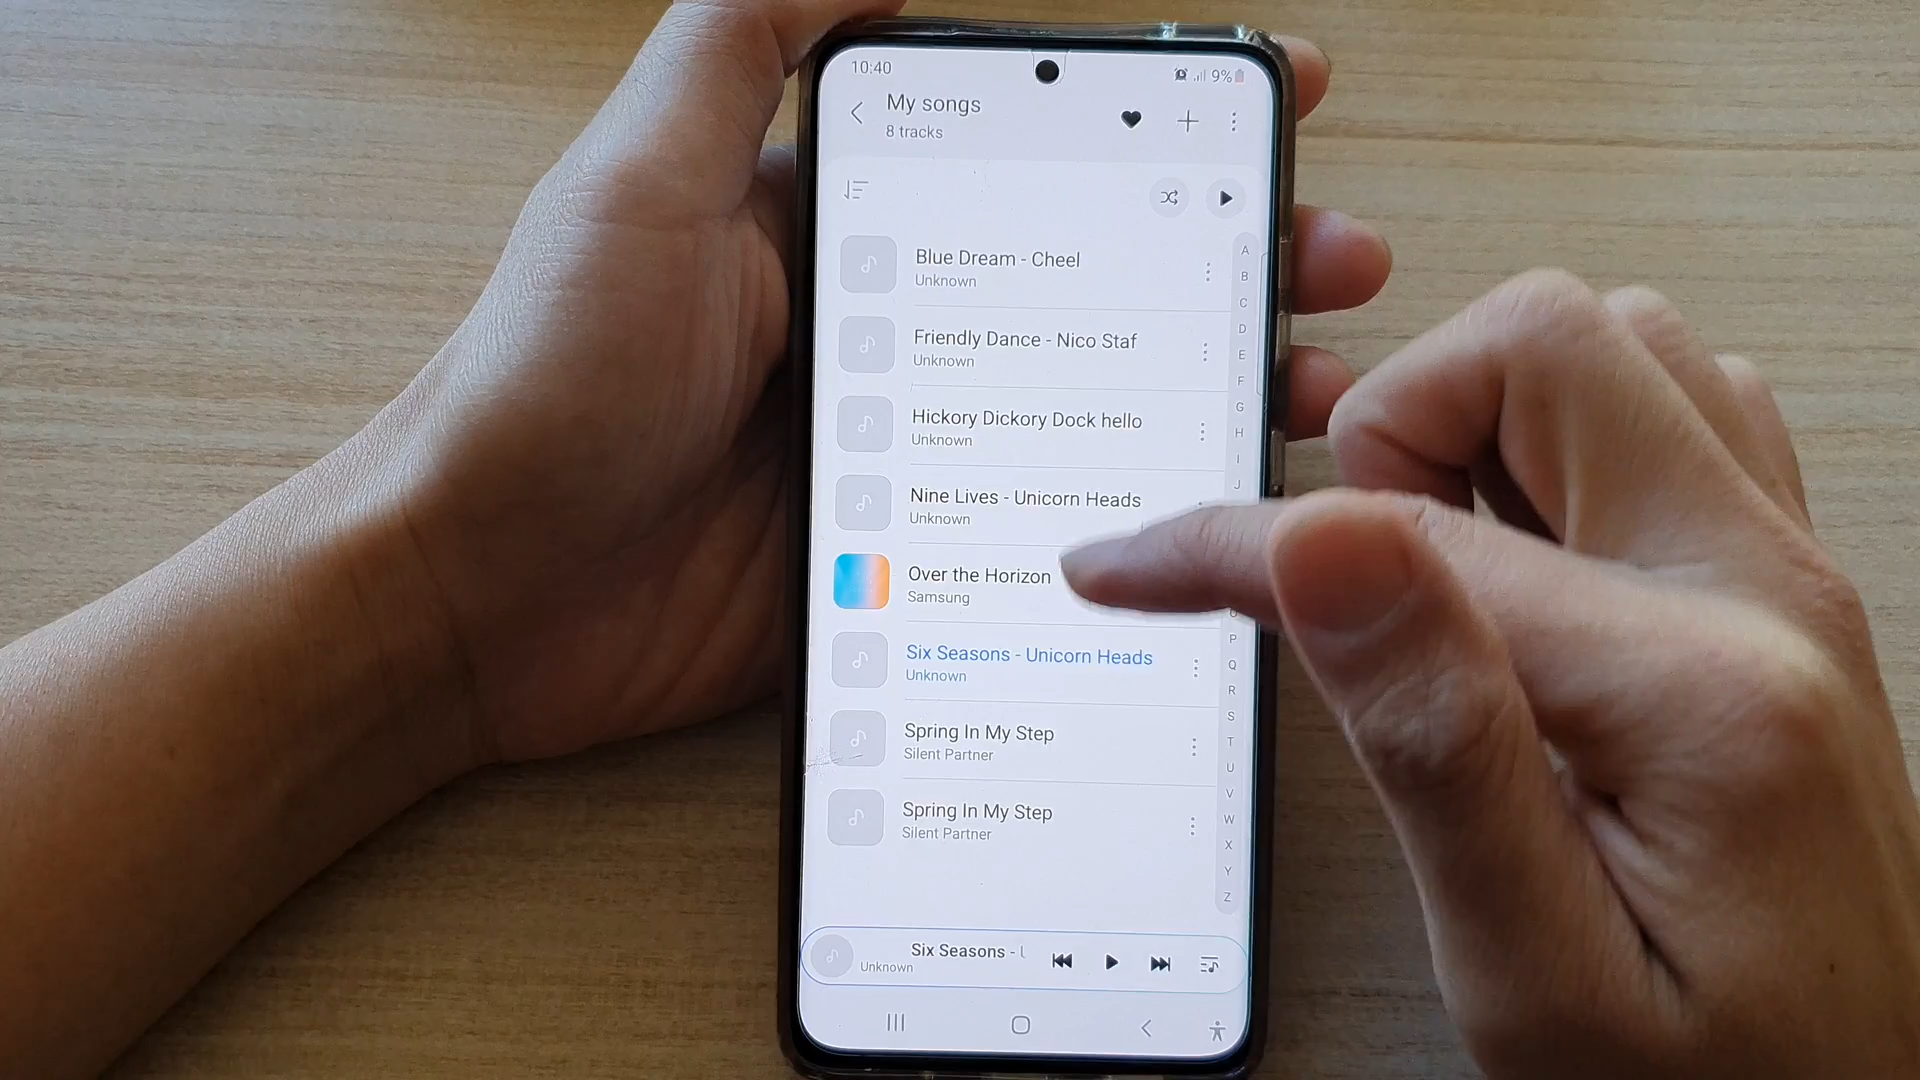 10:40
9%
My songs
8 tracks
Blue Dream - Cheel
Unknown
Friendly Dance - Nico Staf
Unknown
Hickory Dickory Dock hello
Unknown
Nine Lives - Unicorn Heads
Unknown
Over the Horizon
Samsung
Six Seasons - Unicorn Heads
Unknown
Spring In My Step
Silent Partner
Spring In My Step
Silent Partner
A
B
C
D
E
F
G
H
I
J
P
Q
R
S
T
U
V
W
X
Y
Z
Six Seasons -
Unknown